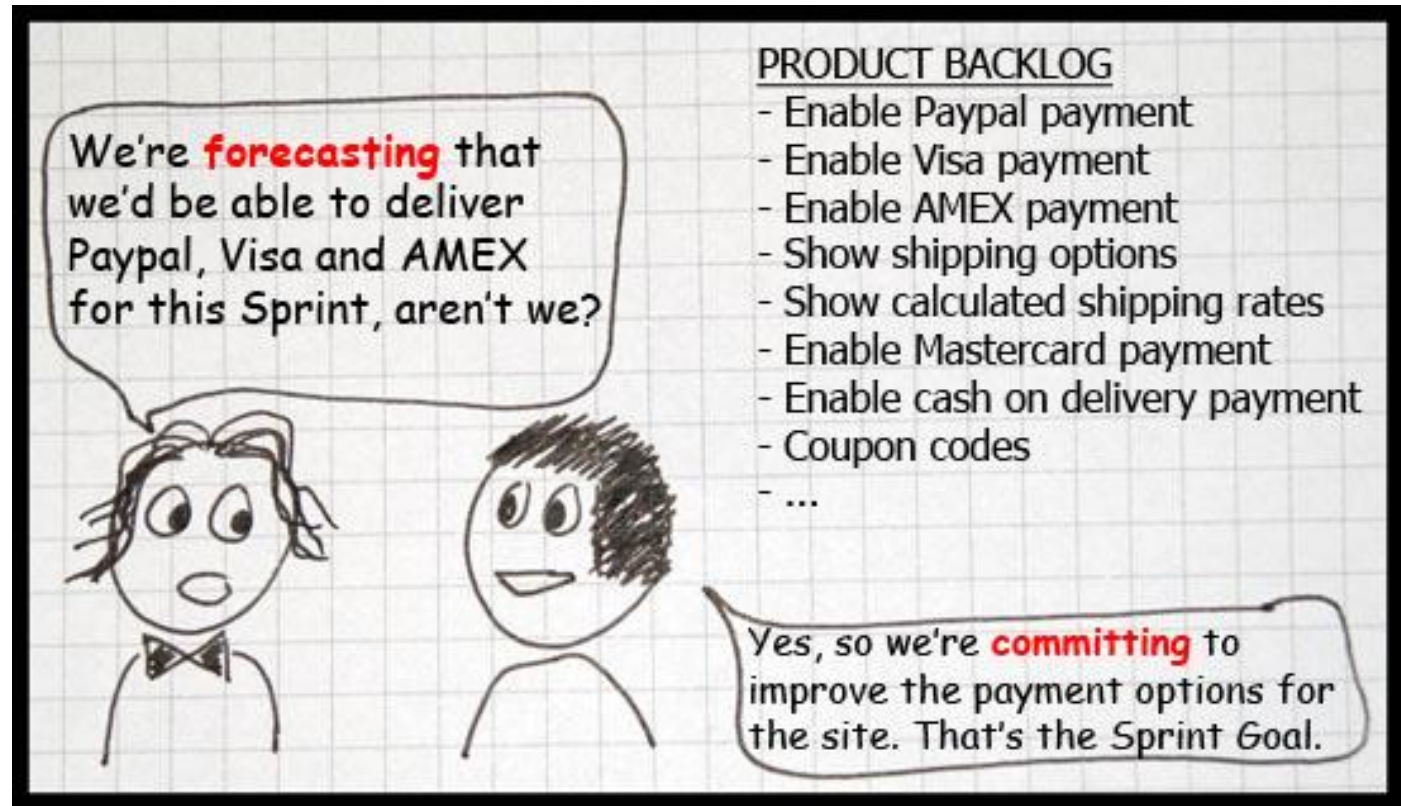 We're forecasting that
we'd be able to deliver
Paypal, Visa and AMEX
for this Sprint, aren't we?
PRODUCT BACKLOG
- Enable Paypal payment
- Enable Visa payment
- Enable AMEX payment
- Show shipping options
- Show calculated shipping rates
- Enable Mastercard payment
- Enable cash on delivery payment
- Coupon codes
- ...
Yes, so we're committing to
improve the payment options for
the site. That's the Sprint Goal.